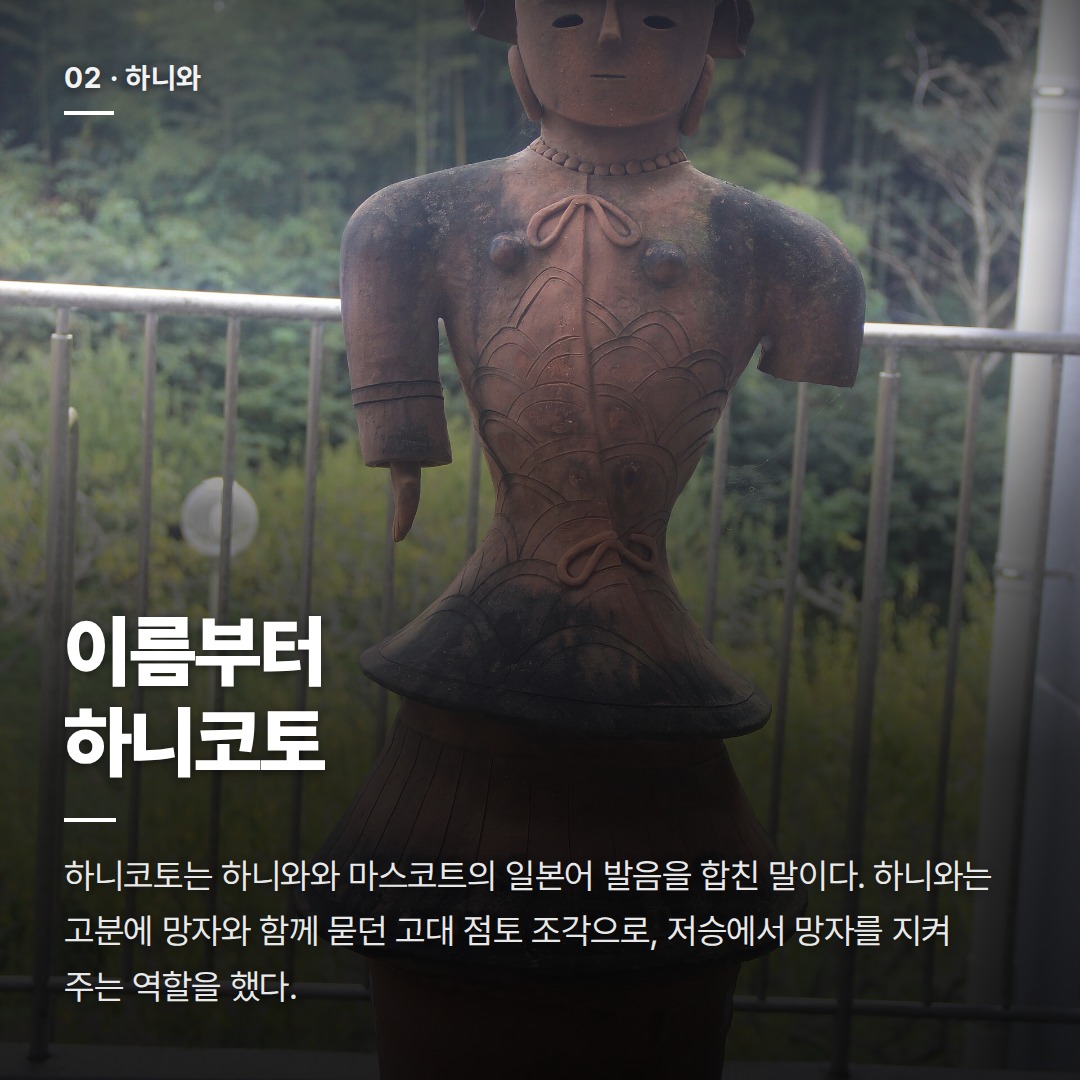 02 · 하니와
이름부터
하니코토
하니코토는 하니와와 마스코트의 일본어 발음을 합친 말이다. 하니와는
고분에 망자와 함께 묻던 고대 점토 조각으로, 저승에서 망자를 지켜
주는 역할을 했다.